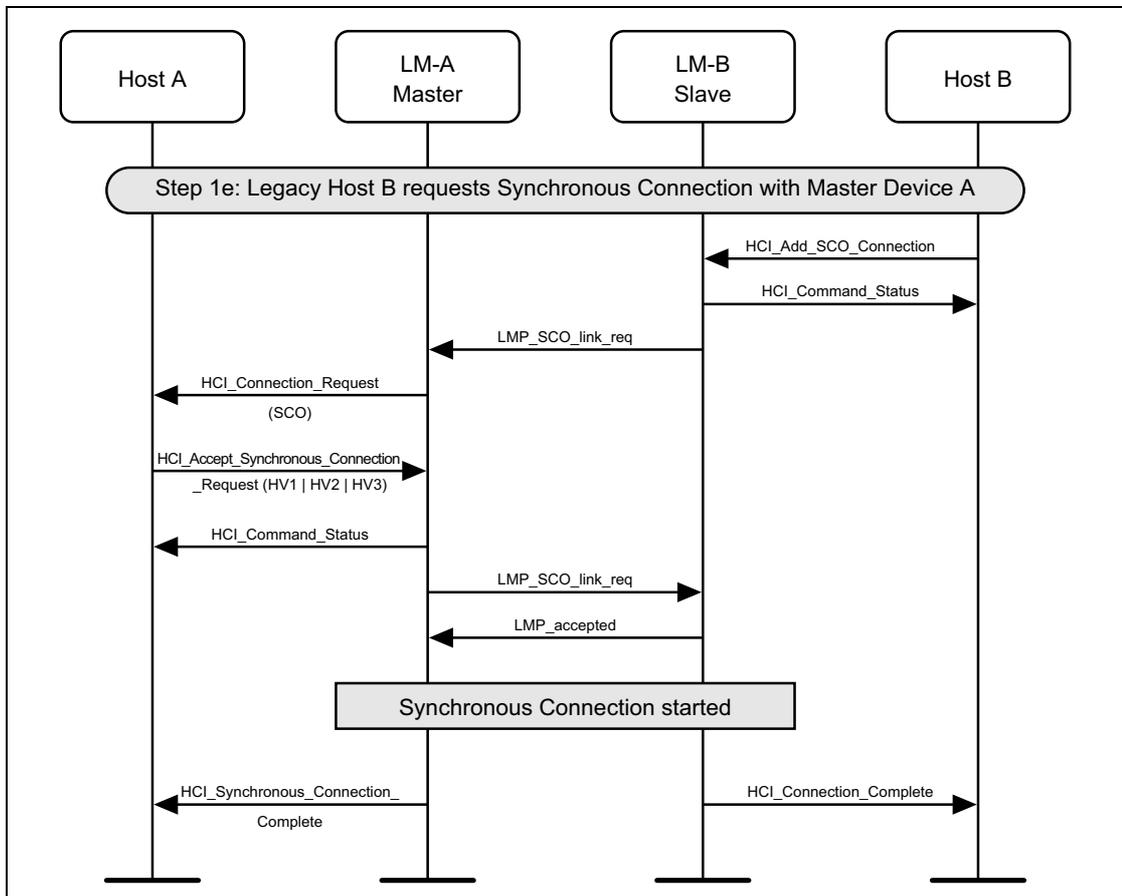 Host A
LM-A
Master
LM-B
Slave
Host B
Step 1e: Legacy Host B requests Synchronous Connection with Master Device A
HCI_Add_SCO_Connection
HCI_Command_Status
LMP_SCO_link_req
HCI_Connection_Request
(SCO)
HCI_Accept_Synchronous_Connection
_Request (HV1 | HV2 | HV3)
HCI_Command_Status
LMP_SCO_link_req
LMP_accepted
Synchronous Connection started
HCI_Synchronous_Connection_
Complete
HCI_Connection_Complete